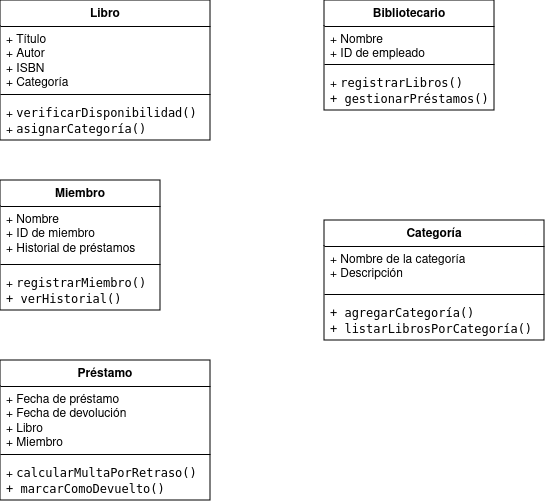 Libro
+ Título
+ Autor
+ ISBN
+ Categoría
+ verificarDisponibilidad()
+ asignarCategoría()
Bibliotecario
+ Nombre
+ ID de empleado
+ registrarLibros()
+ gestionarPréstamos()
Miembro
+ Nombre
+ ID de miembro
+ Historial de préstamos
+ registrarMiembro()
+ verHistorial()
Categoría
+ Nombre de la categoría
+ Descripción
+ agregarCategoría()
+ listarLibrosPorCategoría()
Préstamo
+ Fecha de préstamo
+ Fecha de devolución
+ Libro
+ Miembro
+ calcularMultaPorRetraso()
+ marcarComoDevuelto()